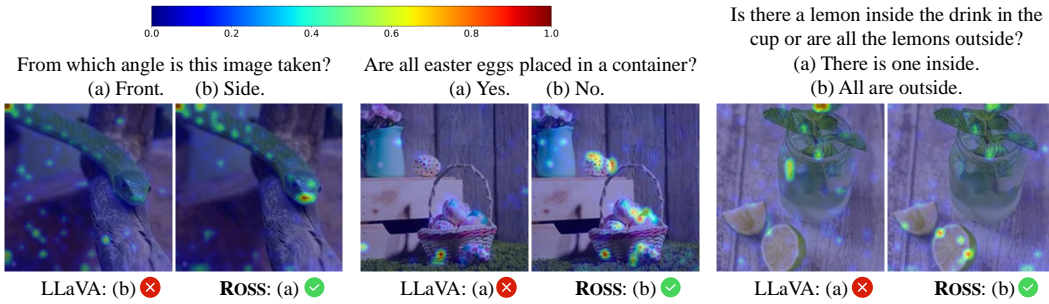 0.0 0.2 0.4 0.6 0.8 1.0
From which angle is this image taken?
(a) Front. (b) Side.
LLaVA: (b)
ROSS: (a)
Are all easter eggs placed in a container?
(a) Yes. (b) No.
LLaVA: (a)
ROSS: (b)
Is there a lemon inside the drink in the
cup or are all the lemons outside?
(a) There is one inside.
(b) All are outside.
LLaVA: (a)
ROSS: (b)